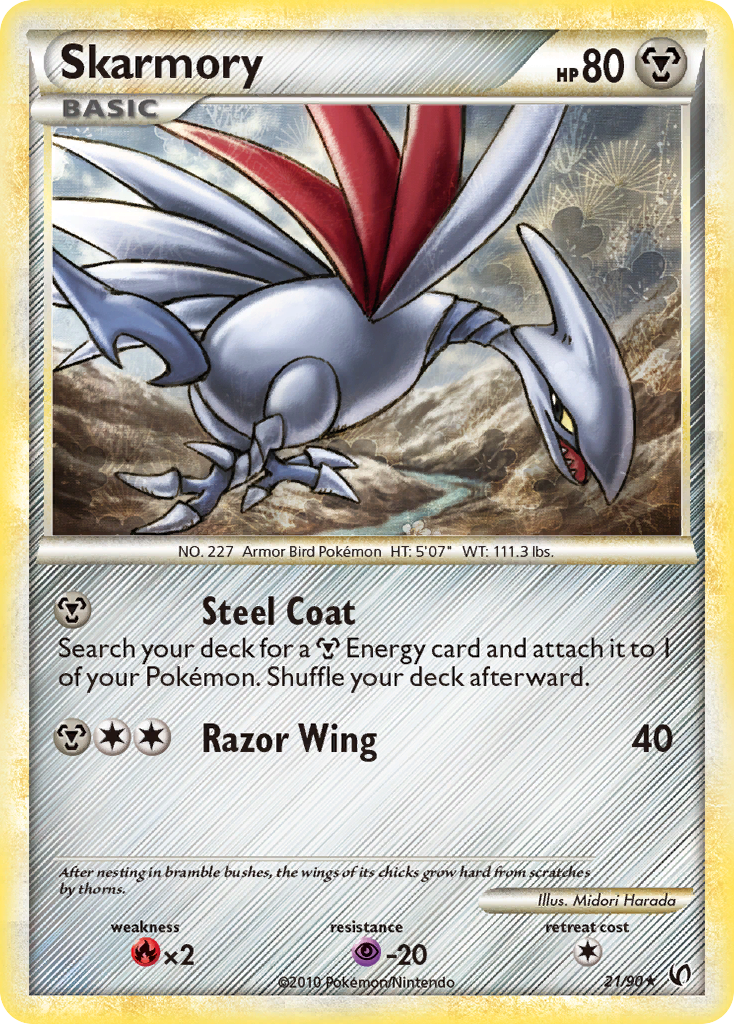 Skarmory
HP 80
BASIC
NO. 227 Armor Bird Pokémon HT: 5'07" WT: 111.3 lbs.
Steel Coat
Search your deck for a Energy card and attach it to 1
of your Pokémon. Shuffle your deck afterward.
Razor Wing 40
After nesting in bramble bushes, the wings of its chicks grow hard from scratches
by thorns.
Illus. Midori Harada
weakness resistance retreat cost
×2 -20
©2010 Pokémon/Nintendo 21/90★